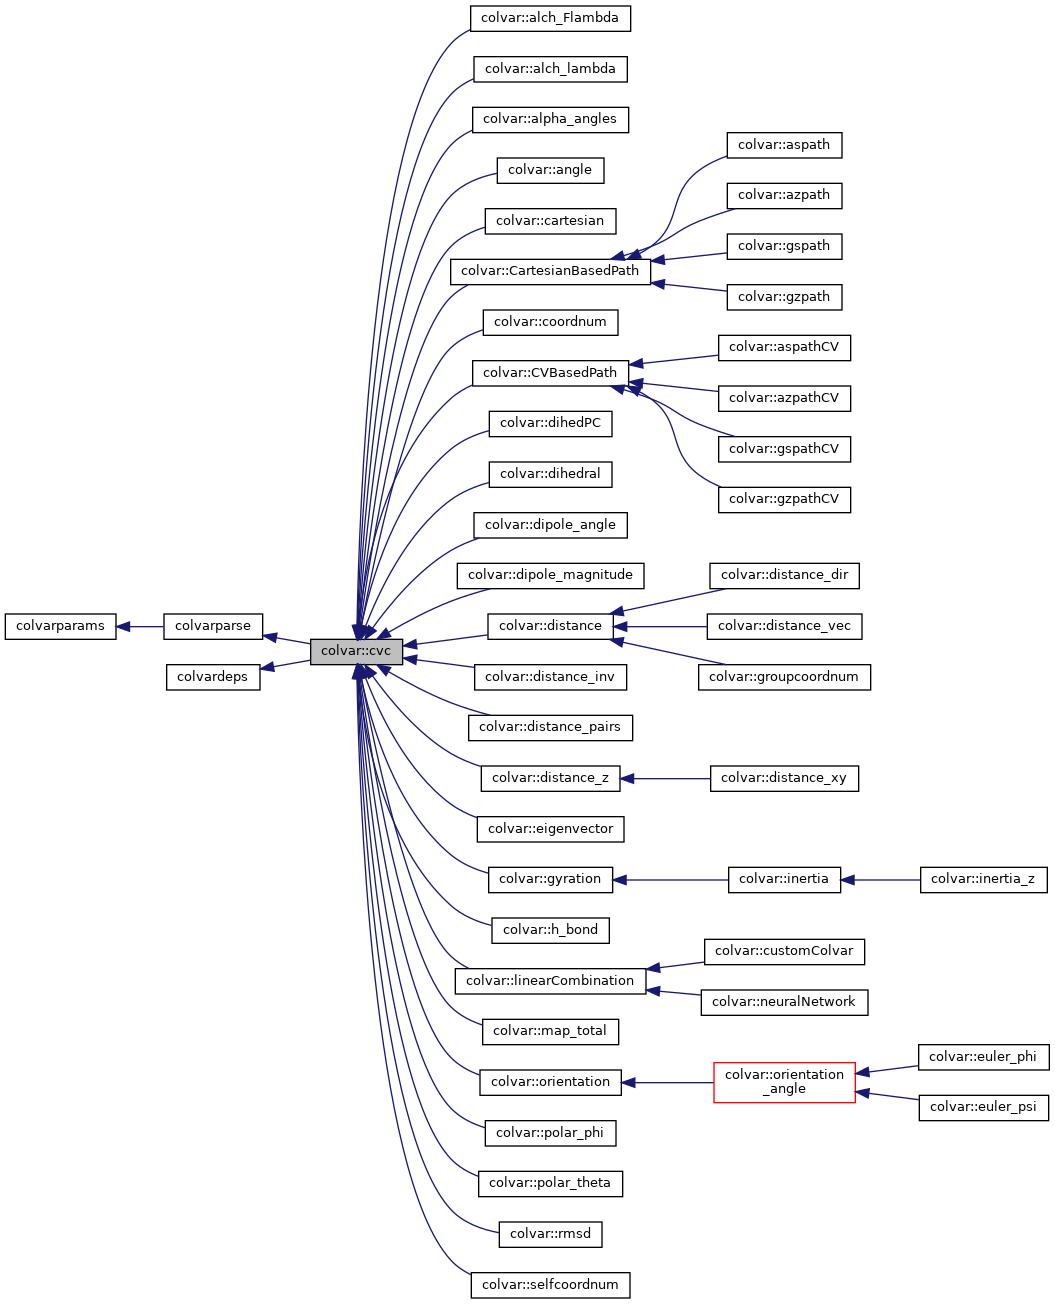 colvar::alch_Flambda
colvar::alch_lambda
colvar::alpha_angles
colvar::aspath
colvar::angle
colvar::azpath
colvar::cartesian
colvar::gspath
colvar::CartesianBasedPath
colvar::gzpath
colvar::coordnum
colvar::aspathCV
colvar::CVBasedPath
colvar::azpathCV
colvar::dihedPC
colvar::gspathCV
colvar::dihedral
colvar::gzpathCV
colvar::dipole_angle
colvar::dipole_magnitude
colvar::distance_dir
colvarparams
colvarparse
colvar::distance
colvar::distance_vec
colvar::cvc
colvardeps
colvar::distance_inv
colvar::groupcoordnum
colvar::distance_pairs
colvar::distance_z
colvar::distance_xy
colvar::eigenvector
colvar::gyration
colvar::inertia
colvar::inertia_z
colvar::h_bond
colvar::customColvar
colvar::linearCombination
colvar::neuralNetwork
colvar::map_total
colvar::euler_phi
colvar::orientation
colvar::orientation
_angle
colvar::euler_psi
colvar::polar_phi
colvar::polar_theta
colvar::rmsd
colvar::selfcoordnum